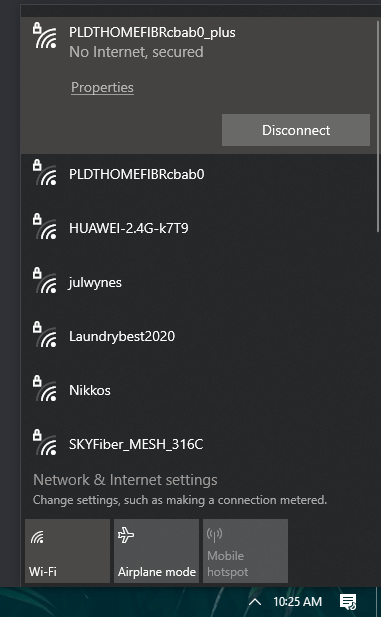 PLDTHOMEFIBRcbab0_plus
No Internet, secured
Properties
Disconnect
PLDTHOMEFIBRcbab0
HUAWEI-2.4G-k7T9
julwynes
Laundrybest2020
Nikkos
SKYFiber_MESH_316C
Network & Internet settings
Change settings, such as making a connection metered.
Wi-Fi
Airplane mode
Mobile
hotspot
10:25 AM